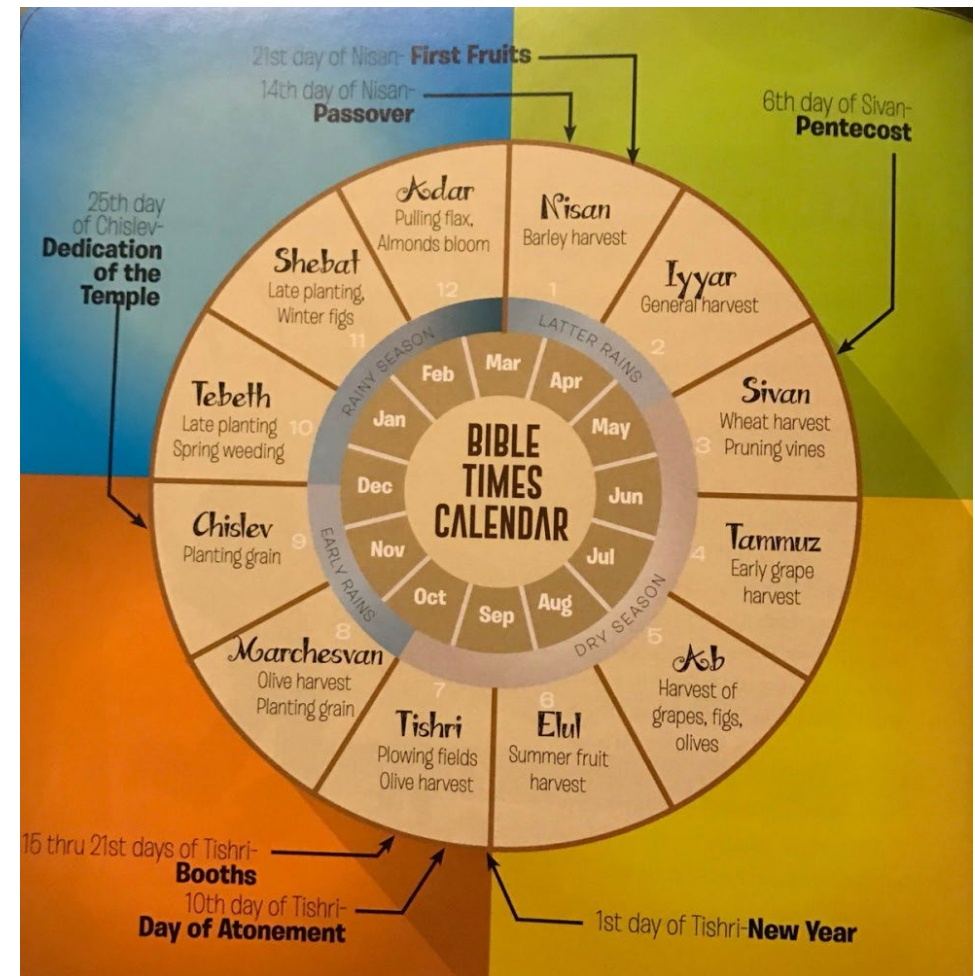 21st day of Nisan- First Fruits
14th day of Nisan-
Passover
6th day of Sivan-
Pentecost
25th day
of Chislev-
Dedication
of the
Temple
Adar
Pulling flax,
Almonds bloom
12
Nisan
Barley harvest
1
Iyyar
General harvest
2
Sivan
Wheat harvest
Pruning vines
3
Tammuz
Early grape
harvest
4
Ab
Harvest of
grapes, figs,
olives
5
Elul
Summer fruit
harvest
6
Tishri
Plowing fields
Olive harvest
7
Marchesvan
Olive harvest
Planting grain
8
Chislev
Planting grain
9
Tebeth
Late planting
Spring weeding
10
Shebat
Late planting,
Winter figs
11
RAINY SEASON
LATTER RAINS
DRY SEASON
EARLY RAINS
Jan
Feb
Mar
Apr
May
Jun
Jul
Aug
Sep
Oct
Nov
Dec
BIBLE
TIMES
CALENDAR
15 thru 21st days of Tishri-
Booths
10th day of Tishri-
Day of Atonement
1st day of Tishri-New Year